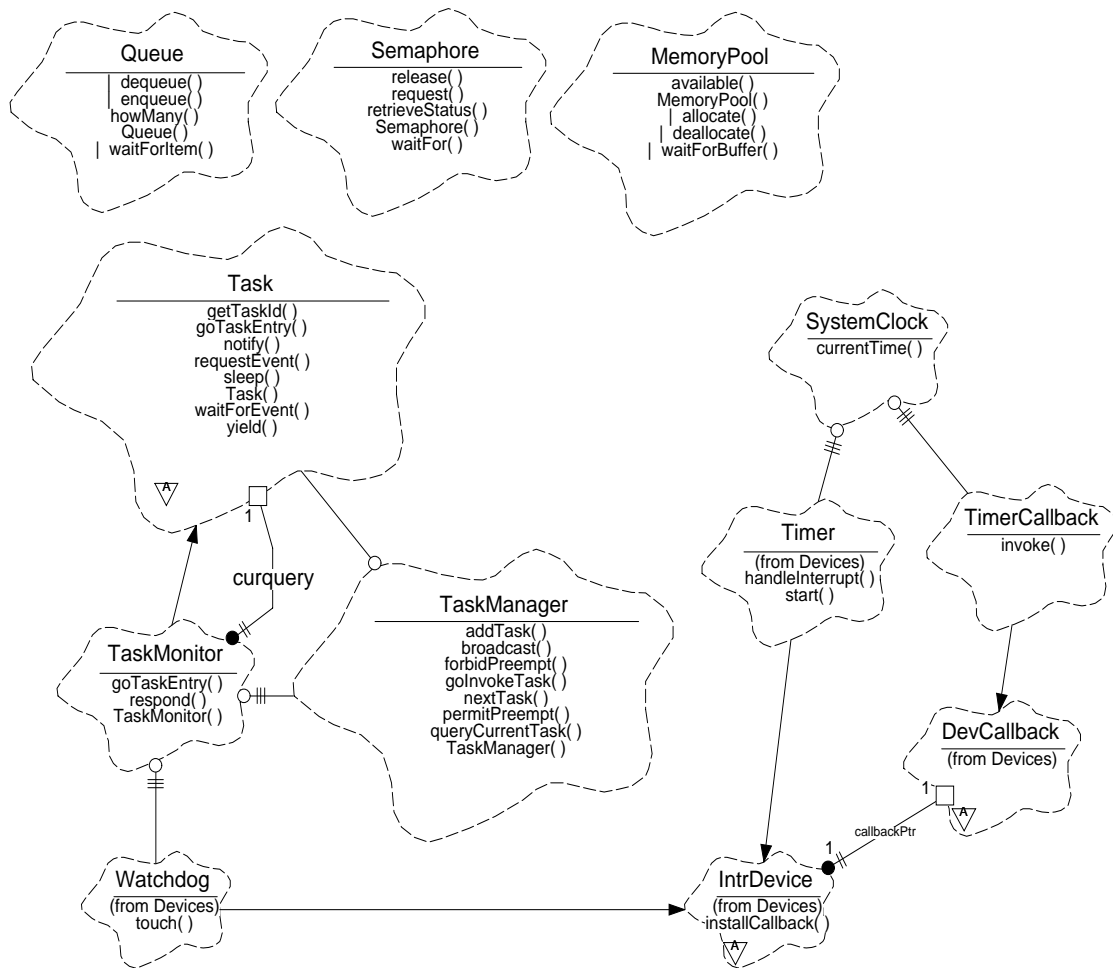 Queue
| dequeue( )
| enqueue( )
howMany( )
Queue( )
| waitForItem( )
Semaphore
release( )
request( )
retrieveStatus( )
Semaphore( )
waitFor( )
MemoryPool
available( )
MemoryPool( )
| allocate( )
| deallocate( )
| waitForBuffer( )
Task
getTaskId( )
goTaskEntry( )
notify( )
requestEvent( )
sleep( )
Task( )
waitForEvent( )
yield( )
A
1
curquery
SystemClock
currentTime( )
Timer
(from Devices)
handleInterrupt( )
start( )
TimerCallback
invoke( )
TaskManager
addTask( )
broadcast( )
forbidPreempt( )
goInvokeTask( )
nextTask( )
permitPreempt( )
queryCurrentTask( )
TaskManager( )
TaskMonitor
goTaskEntry( )
respond( )
TaskMonitor( )
DevCallback
(from Devices)
1
A
callbackPtr
1
Watchdog
(from Devices)
touch( )
IntrDevice
(from Devices)
installCallback( )
A